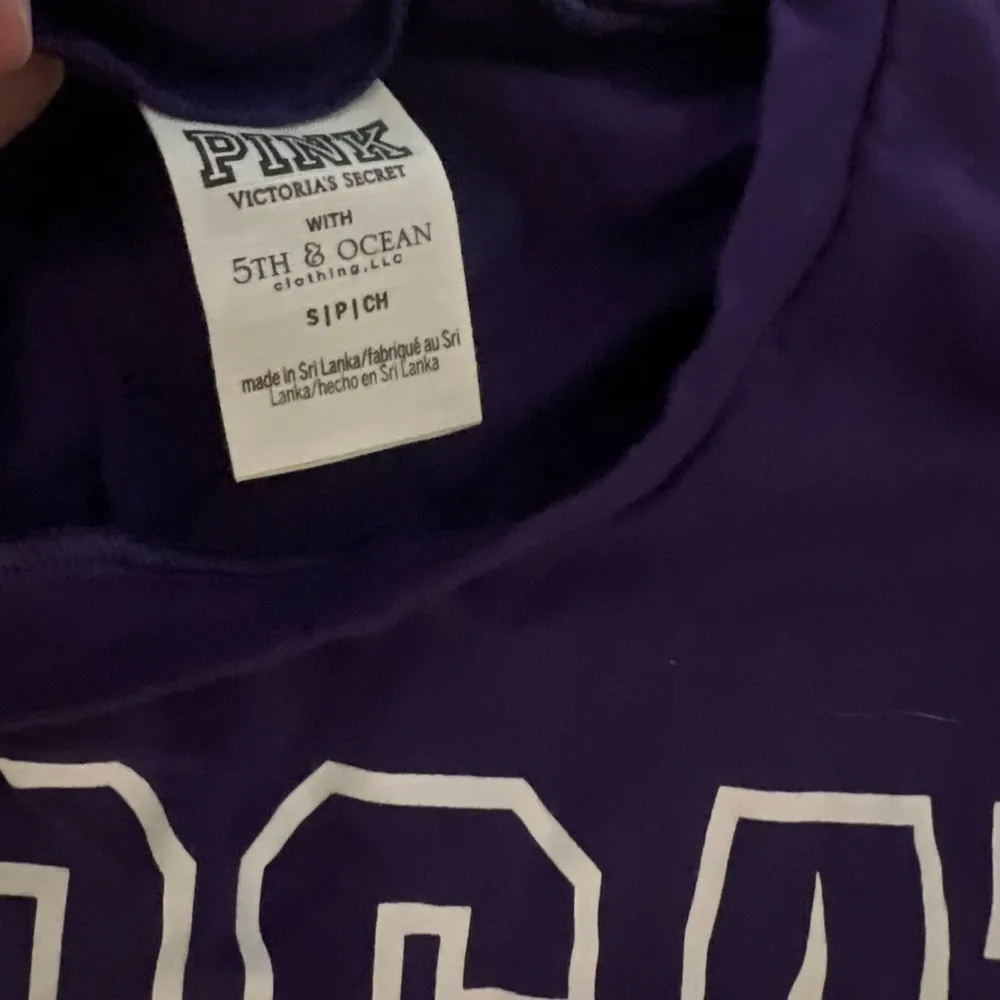 PINK
VICTORIA'S SECRET
WITH
5TH & OCEAN
clothing,LLC
S|P|CH
made in Sri Lanka/fabriqué au Sri
Lanka/hecho en Sri Lanka